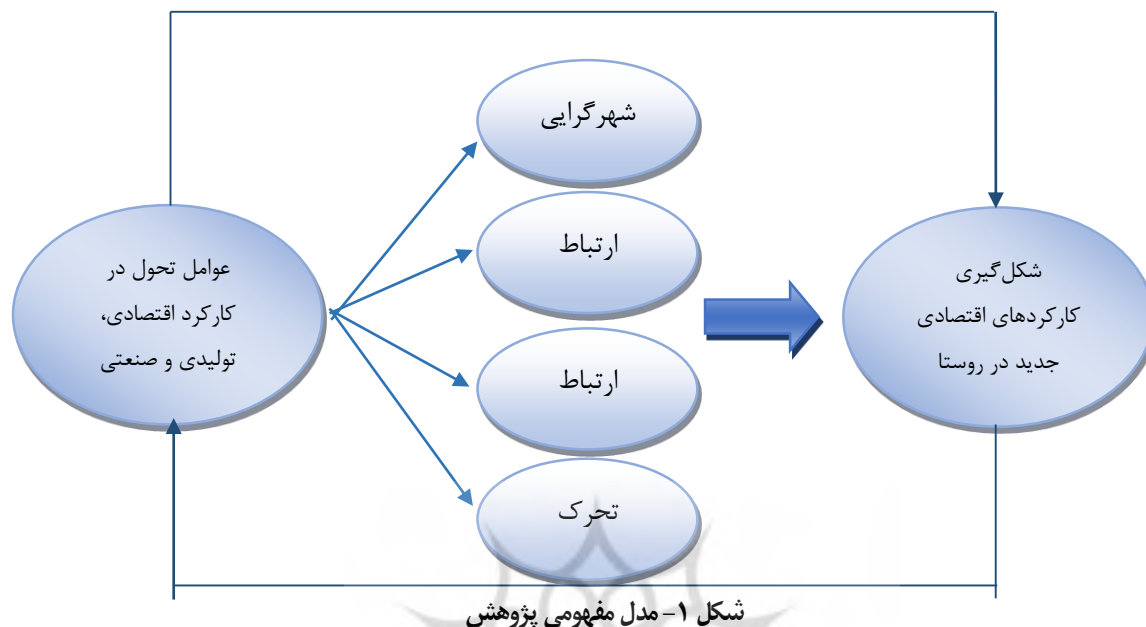 شهرگرایی
ارتباط
ارتباط
تحرک
عوامل تحول در
کارکرد اقتصادی،
تولیدی و صنعتی
شکل‌گیری
کارکردهای اقتصادی
جدید در روستا
شکل ۱- مدل مفهومی پژوهش